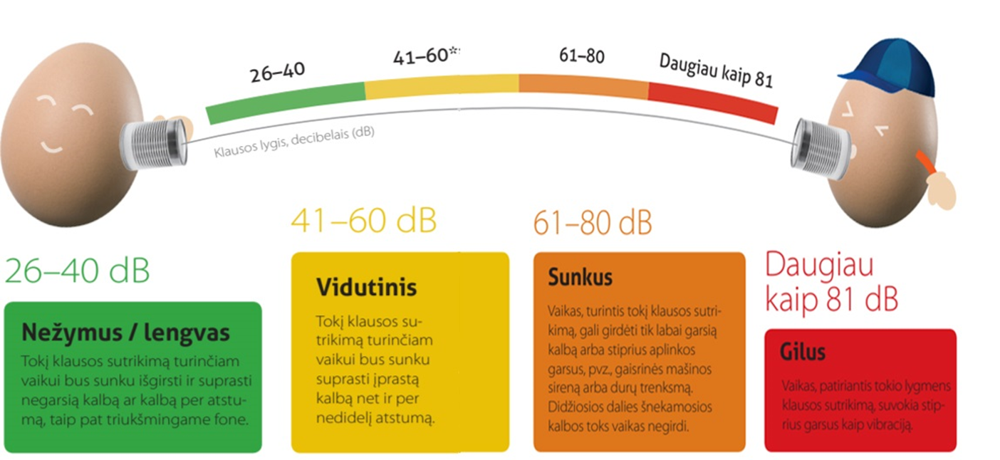 26–40
41–60*
61–80
Daugiau kaip 81
Klausos lygis, decibelais (dB)
26–40 dB
Nežymus / lengvas
Tokį klausos sutrikimą turinčiam
vaikui bus sunku išgirsti ir suprasti
negarsią kalbą ar kalbą per atstu-
mą, taip pat triukšmingame fone.
41–60 dB
Vidutinis
Tokį klausos su-
trikimą turinčiam
vaikui bus sunku
suprasti įprastą
kalbą net ir per
nedidelį atstumą.
61–80 dB
Sunkus
Vaikas, turintis tokį klausos sutri-
kimą, gali girdėti tik labai garsią
kalbą arba stiprius aplinkos
garsus, pvz., gaisrinės mašinos
sireną arba durų trenksmą.
Didžiosios dalies šnekamosios
kalbos toks vaikas negirdi.
Daugiau
kaip 81 dB
Gilus
Vaikas, patiriantis tokio lygmens
klausos sutrikimą, suvokia stip-
rius garsus kaip vibraciją.